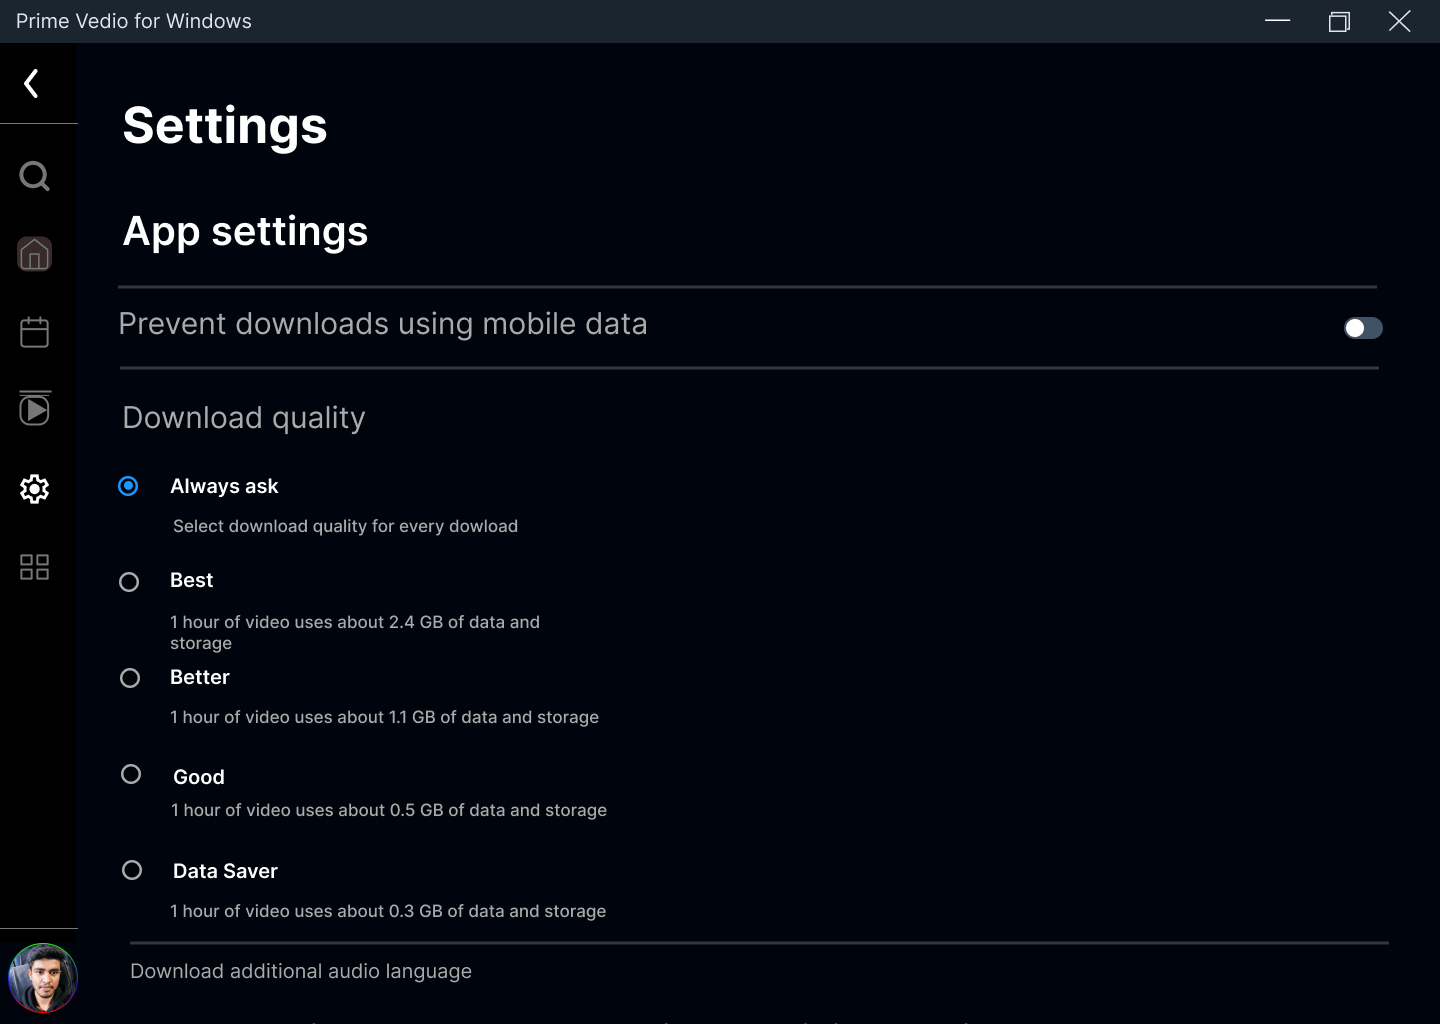 Prime Vedio for Windows
Settings
App settings
Prevent downloads using mobile data
Download quality
Always ask
Select download quality for every dowload
Best
1 hour of video uses about 2.4 GB of data and
storage
Better
1 hour of video uses about 1.1 GB of data and storage
Good
1 hour of video uses about 0.5 GB of data and storage
Data Saver
1 hour of video uses about 0.3 GB of data and storage
Download additional audio language